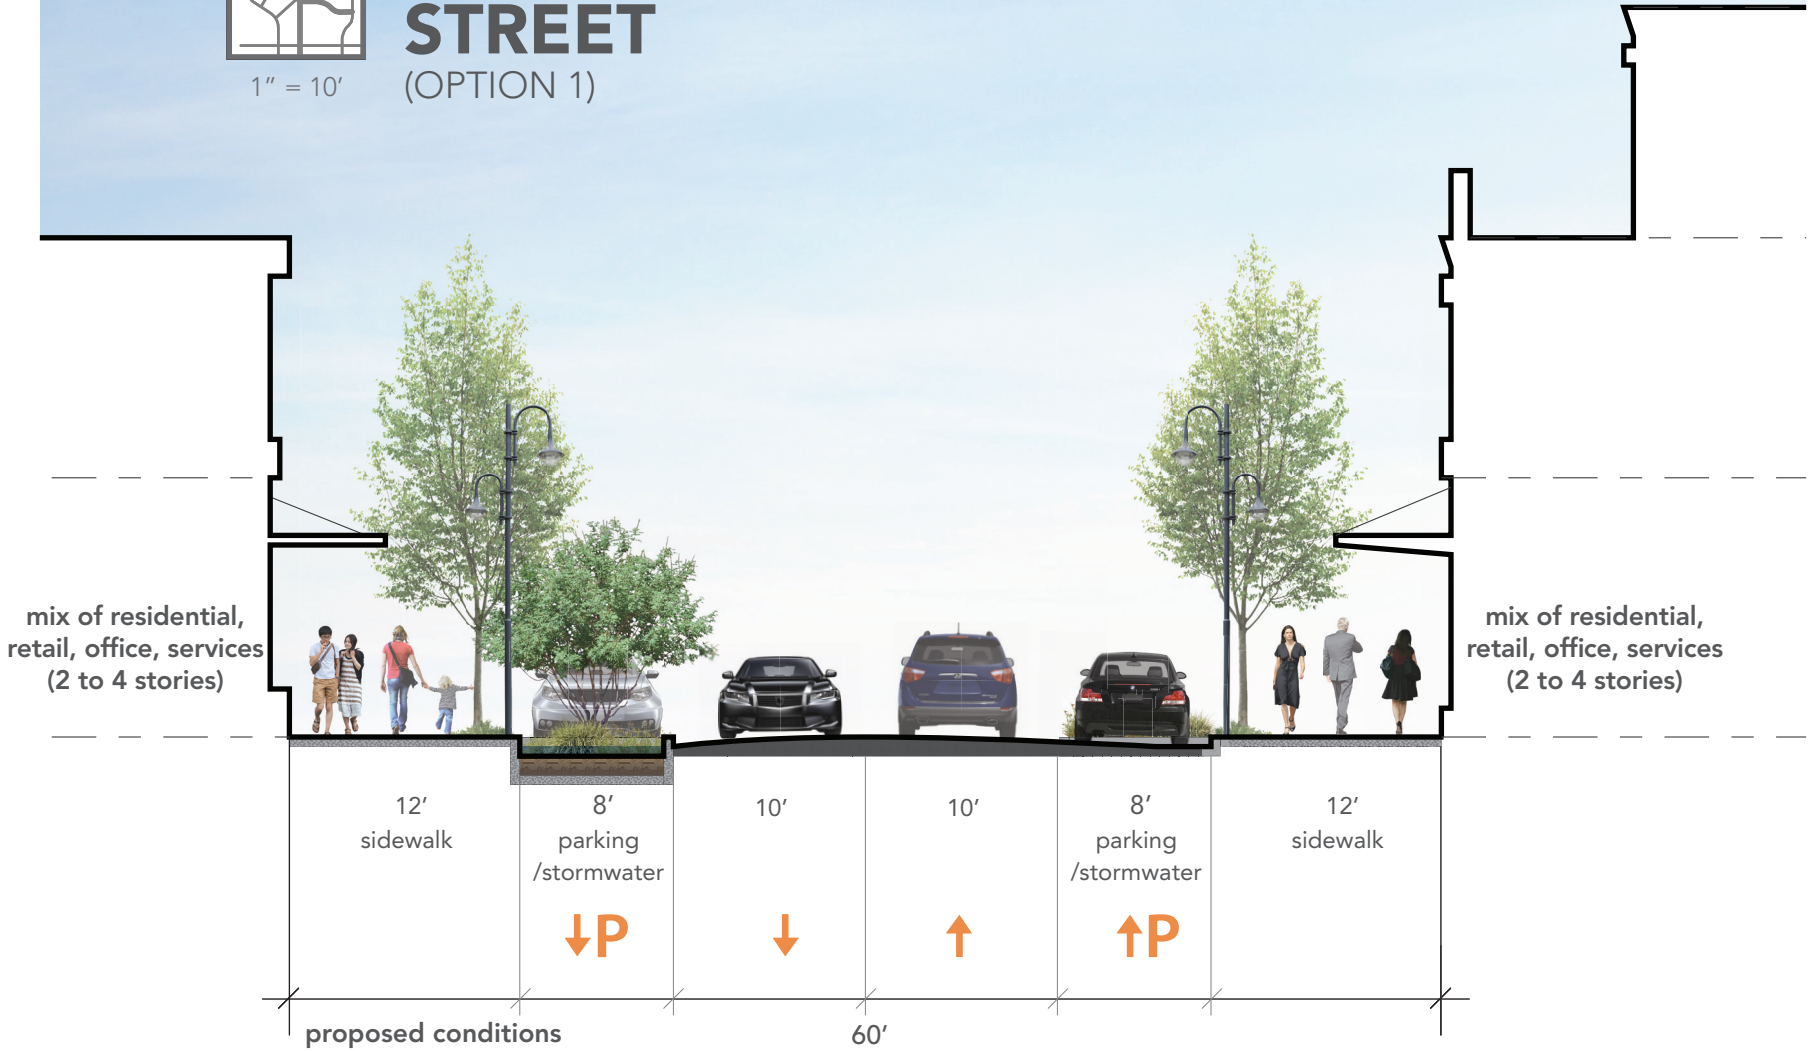 STREET
(OPTION 1)
1" = 10'
mix of residential,
retail, office, services
(2 to 4 stories)
mix of residential,
retail, office, services
(2 to 4 stories)
12'
sidewalk
8'
parking
/stormwater
10'
10'
8'
parking
/stormwater
12'
sidewalk
↓P
↓
↑
↑P
proposed conditions
60'